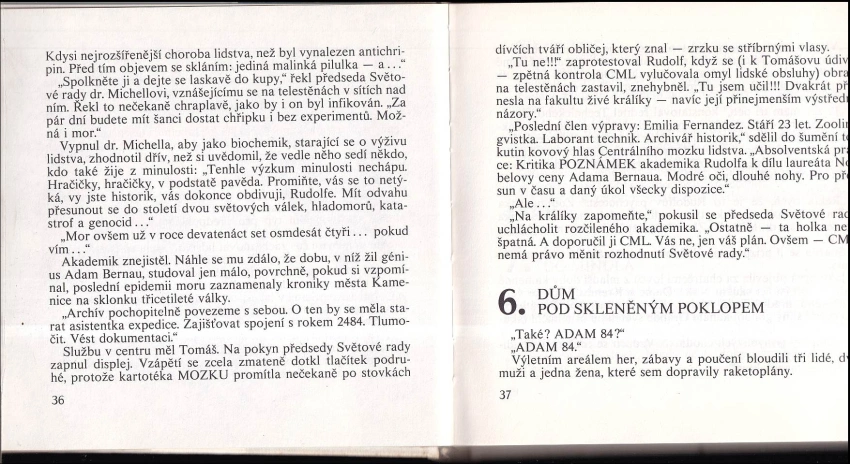 Kdysi nejrozšířenější choroba lidstva, než byl vynalezen antichri-
pin. Před tím objevem se skláním: jediná malinká pilulka — a...“
„Spolkněte ji a dejte se laskavě do kupy,“ řekl předseda Světo-
vé rady dr. Michellovi, vznášejícímu se na telestěnách v sítích nad
ním. Řekl to nečekaně chraplavě, jako by i on byl infikován. „Za
pár dní budete mít šanci dostat chřipku i bez experimentů. Mož-
ná i mor.“
Vypnul dr. Michella, aby jako biochemik, starající se o výživu
lidstva, zhodnotil dřív, než si uvědomil, že vedle něho sedí někdo,
kdo také žije z minulosti: „Tenhle výzkum minulosti nechápu.
Hračičky, hračičky, v podstatě pavěda. Promiňte, vás se to netý-
ká, vy jste historik, vás dokonce obdivuji, Rudolfe. Mít odvahu
přesunout se do století dvou světových válek, hladomorů, kata-
strof a genocid...“
„Mor ovšem už v roce devatenáct set osmdesát čtyři... pokud
vím...“
Akademik znejistěl. Náhle se mu zdálo, že dobu, v níž žil géni-
us Adam Bernau, studoval jen málo, povrchně, pokud si vzpomí-
nal, poslední epidemii moru zaznamenaly kroniky města Kame-
nice na sklonku třicetileté války.
„Archív pochopitelně povezeme s sebou. O ten by se měla sta-
rat asistentka expedice. Zajišťovat spojení s rokem 2484. Tlumo-
čit. Vést dokumentaci.“
Službu v centru měl Tomáš. Na pokyn předsedy Světové rady
zapnul displej. Vzápětí se zcela zmateně dotkl tlačítek podru-
hé, protože kartotéka MOZKU promítla nečekaně po stovkách
36
dívčích tváří obličej, který znal — zrzku se stříbrnými vlasy.
„Tu ne!!!“ zaprotestoval Rudolf, když se (i k Tomášovu údiv
— zpětná kontrola CML vylučovala omyl lidské obsluhy) obra
na telestěnách zastavil, znehybněl. „Tu jsem učil!!! Dvakrát př
nesla na fakultu živé králíky — navíc její přinejmenším výstředn
názory.“
„Poslední člen výpravy: Emilia Fernandez. Stáří 23 let. Zoolin
gvistka. Laborant technik. Archivář historik,“ sdělil do šumění te
kutin kovový hlas Centrálního mozku lidstva. „Absolventská pra
ce: Kritika POZNÁMEK akademika Rudolfa k dílu laureáta No
belovy ceny Adama Bernaua. Modré oči, dlouhé nohy. Pro pře
sun v času a daný úkol všecky dispozice.“
„Ale...“
„Na králíky zapomeňte,“ pokusil se předseda Světové rad
uchlácholit rozčileného akademika. „Ostatně — ta holka ne
špatná. A doporučil ji CML. Vás ne, jen váš plán. Ovšem — CM
nemá právo měnit rozhodnutí Světové rady.“
6. DŮM
POD SKLENĚNÝM POKLOPEM
„Také? ADAM 84?“
„ADAM 84.“
Výletním areálem her, zábavy a poučení bloudili tři lidé, dv
muži a jedna žena, které sem dopravily raketoplány.
37